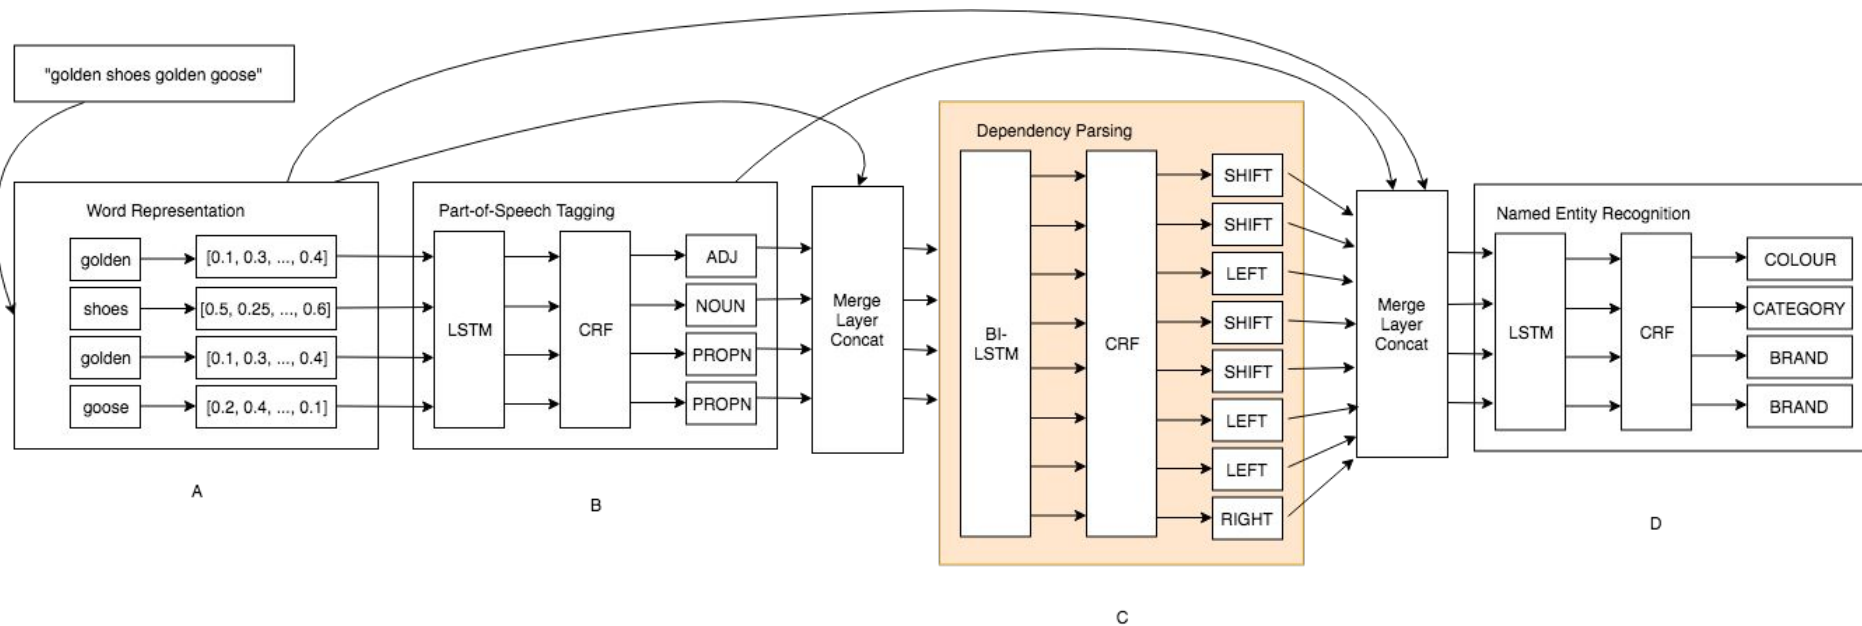 "golden shoes golden goose"
Word Representation
golden
[0.1, 0.3, ..., 0.4]
shoes
[0.5, 0.25, ..., 0.6]
golden
[0.1, 0.3, ..., 0.4]
goose
[0.2, 0.4, ..., 0.1]
A
Part-of-Speech Tagging
LSTM
CRF
ADJ
NOUN
PROPN
PROPN
B
Merge
Layer
Concat
Dependency Parsing
BI-
LSTM
CRF
SHIFT
SHIFT
LEFT
SHIFT
SHIFT
LEFT
LEFT
RIGHT
C
Merge
Layer
Concat
Named Entity Recognition
LSTM
CRF
COLOUR
CATEGORY
BRAND
BRAND
D